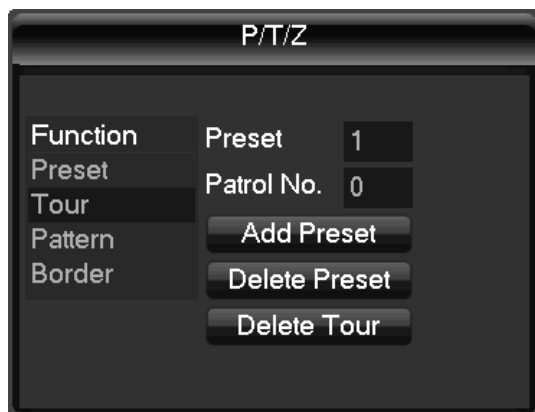 P/T/Z
Function
Preset
Tour
Pattern
Border
Preset 1
Patrol No. 0
Add Preset
Delete Preset
Delete Tour